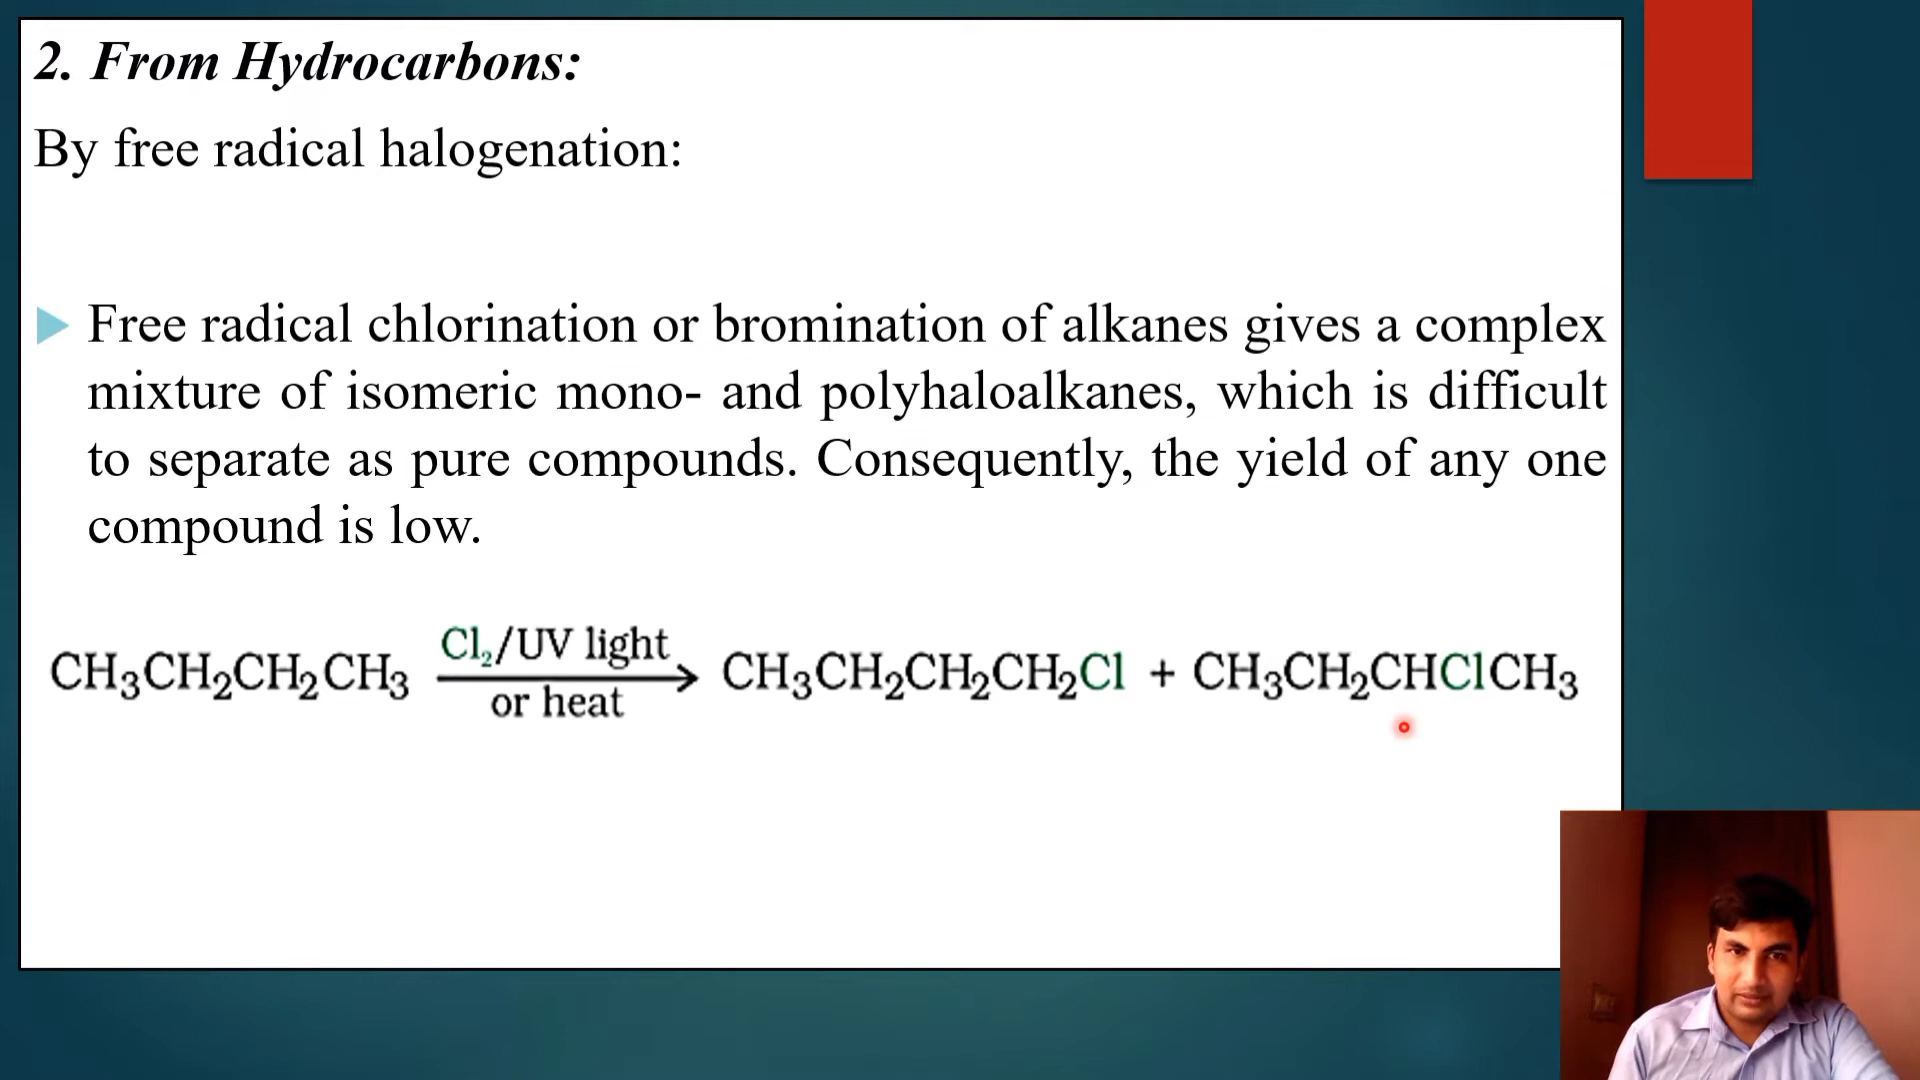 2. From Hydrocarbons:
By free radical halogenation:
Free radical chlorination or bromination of alkanes gives a complex
mixture of isomeric mono- and polyhaloalkanes, which is difficult
to separate as pure compounds. Consequently, the yield of any one
compound is low.
CH₃CH₂CH₂CH₃ Cl₂/UV light or heat → CH₃CH₂CH₂CH₂Cl + CH₃CH₂CHClCH₃